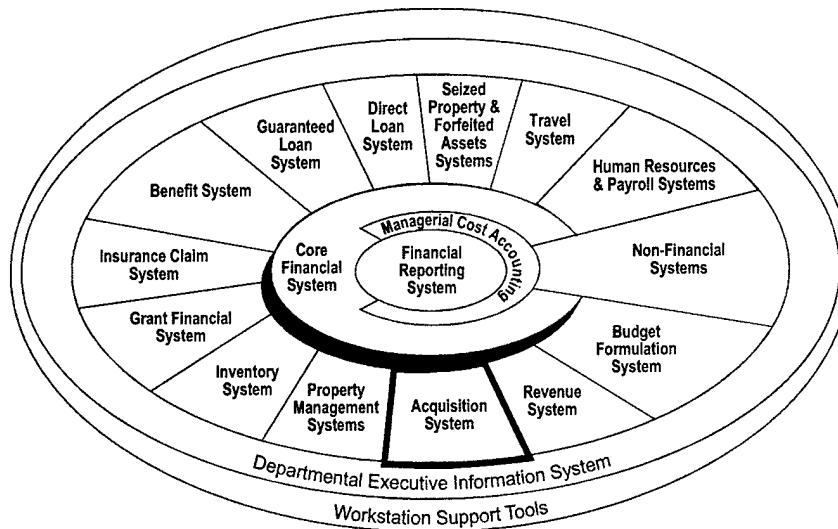 Seized
Property &
Forfeited
Assets
Systems
Direct
Loan
System
Travel
System
Guaranteed
Loan
System
Human Resources
& Payroll Systems
Benefit System
Managerial Cost Accounting
Non-Financial
Systems
Insurance Claim
System
Core
Financial
System
Financial
Reporting
System
Grant Financial
System
Budget
Formulation
System
Inventory
System
Property
Management
Systems
Acquisition
System
Revenue
System
Departmental Executive Information System
Workstation Support Tools